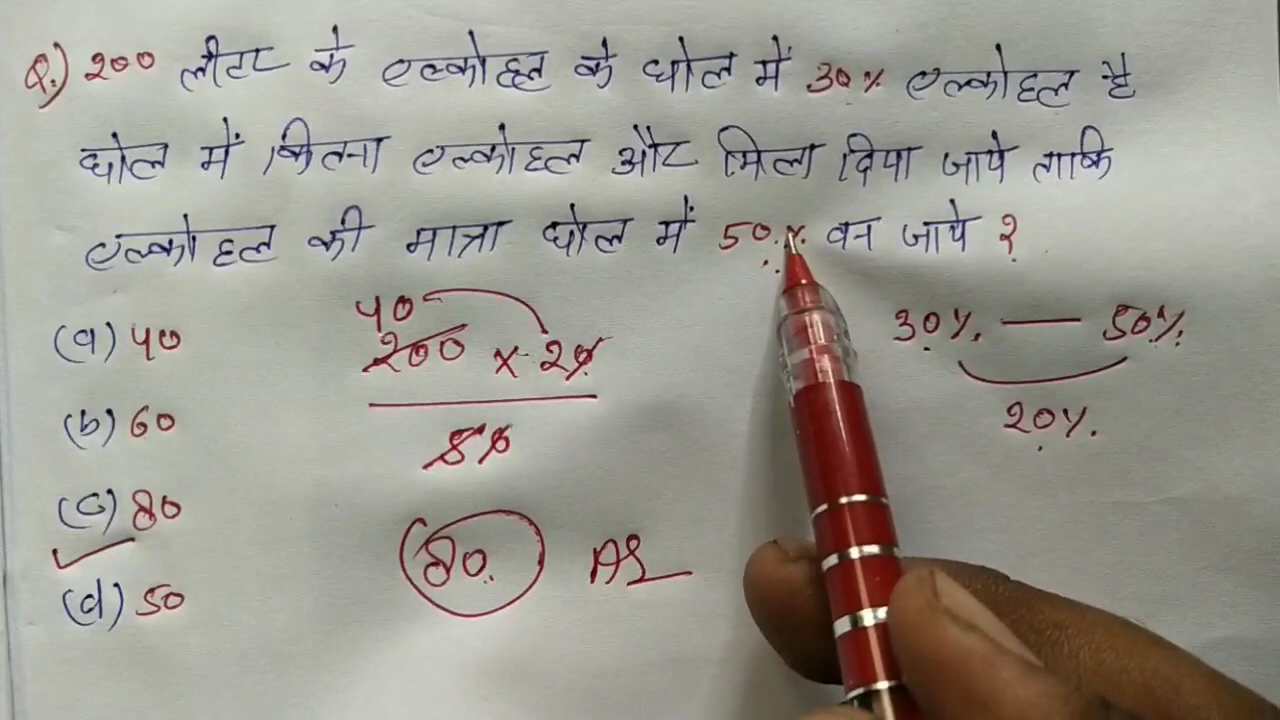 Q.) 200 लीटर के एल्कोहल के घोल में 30% एल्कोहल है
घोल में कितना एल्कोहल और मिला दिया जाये ताकि
एल्कोहल की मात्रा घोल में 50% बन जाये ?
(a) 40
(b) 60
(c) 80
(d) 50
40
200 x 20
50
80 Ans
30% — 50%
20%